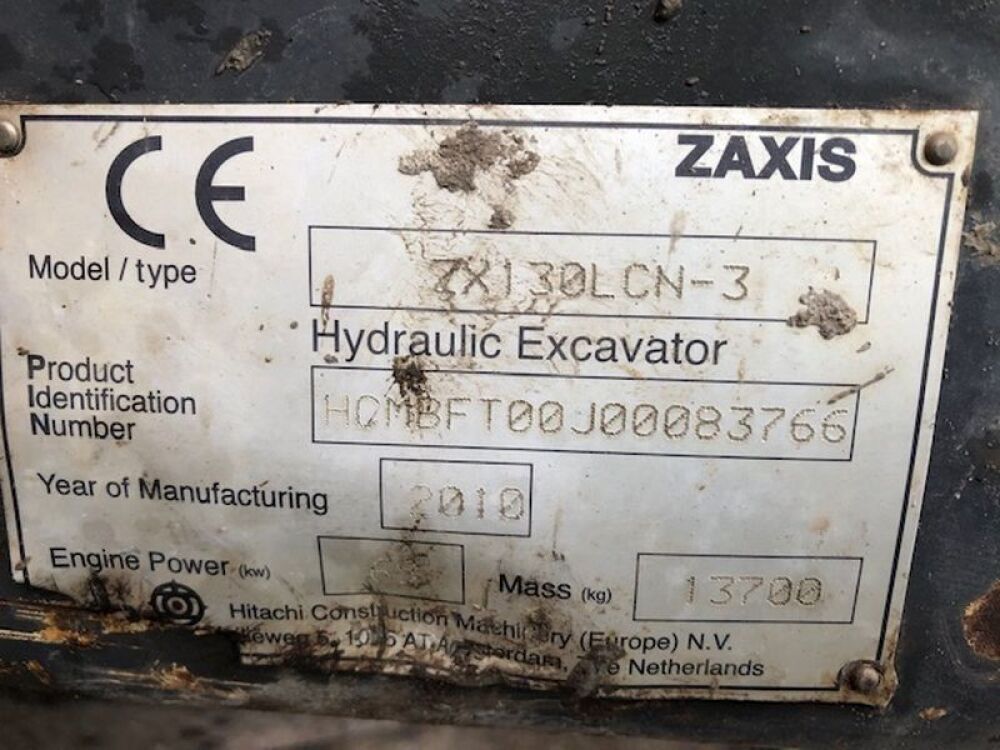 CE
ZAXIS
Model / type
ZX130LCN-3
Hydraulic Excavator
Product
Identification
Number
HCMBFT00J00083766
Year of Manufacturing
2010
Engine Power (kw)
Mass (kg)
13700
Hitachi Construction Machinery (Europe) N.V.
AT Amsterdam, The Netherlands